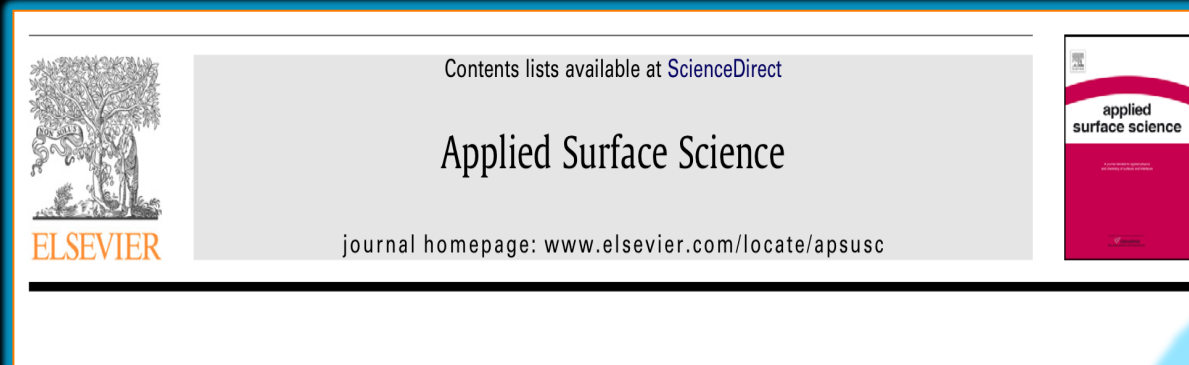 Contents lists available at ScienceDirect
Applied Surface Science
journal homepage: www.elsevier.com/locate/apsusc
ELSEVIER
applied
surface science